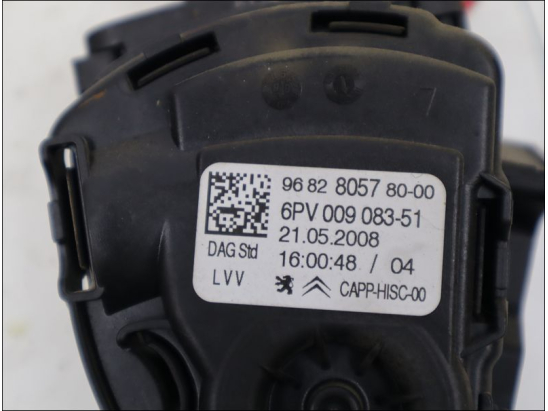 7
96 82 8057 80-00
6PV 009 083-51
21.05.2008
DAG Std
16:00:48 / 04
LVV
CAPP-HISC-00